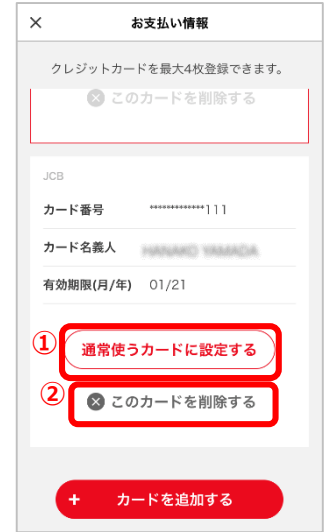 × お支払い情報
クレジットカードを最大4枚登録できます。
このカードを削除する
JCB
カード番号 *************111
カード名義人 HANAKO YAMADA
有効期限(月/年) 01/21
① 通常使うカードに設定する
② このカードを削除する
+ カードを追加する